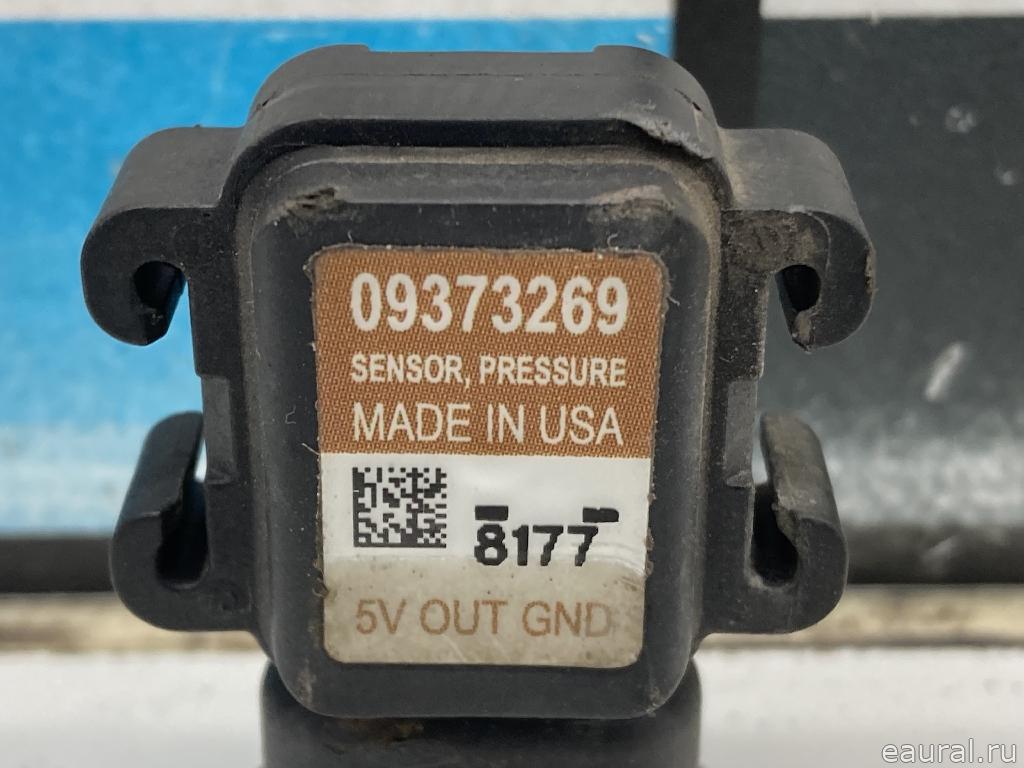 09373269
SENSOR, PRESSURE
MADE IN USA
8177
5V OUT GND
eaural.ru